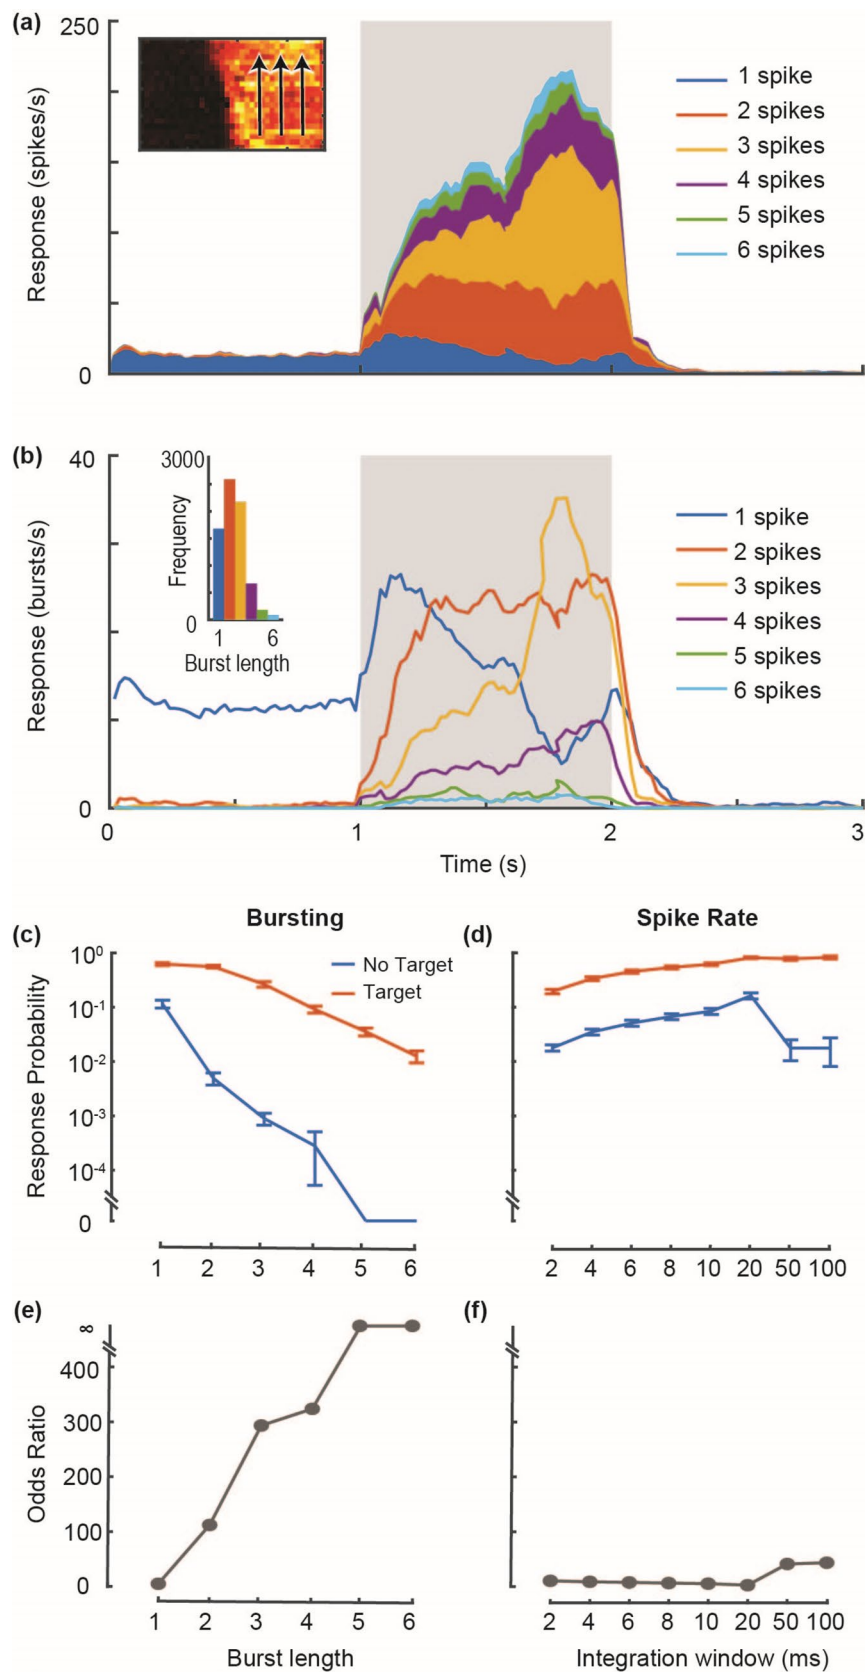 (a)
250
Response (spikes/s)
0
1 spike
2 spikes
3 spikes
4 spikes
5 spikes
6 spikes
(b)
40
Response (bursts/s)
0
3000
Frequency
0
1 6
Burst length
1 spike
2 spikes
3 spikes
4 spikes
5 spikes
6 spikes
0 1 2 3
Time (s)
Bursting
(c)
10⁰
10⁻¹
10⁻²
10⁻³
10⁻⁴
0
Response Probability
No Target
Target
1 2 3 4 5 6
Spike Rate
(d)
2 4 6 8 10 20 50 100
(e)
∞
400
300
200
100
0
Odds Ratio
1 2 3 4 5 6
Burst length
(f)
2 4 6 8 10 20 50 100
Integration window (ms)